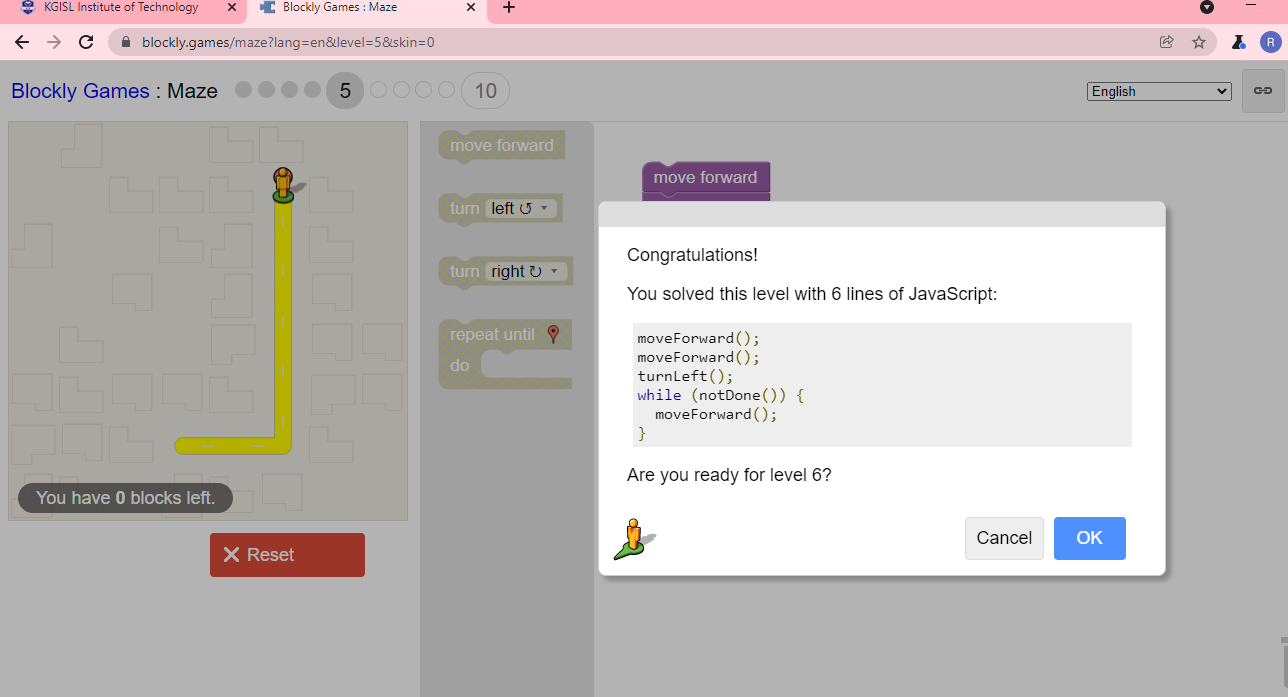 KGISL Institute of Technology
Blockly Games : Maze
blockly.games/maze?lang=en&level=5&skin=0
R
Blockly Games : Maze 5 10
English
move forward
turn left ↺
turn right ↻
repeat until
do
move forward
You have 0 blocks left.
Reset
Congratulations!
You solved this level with 6 lines of JavaScript:
moveForward();
moveForward();
turnLeft();
while (notDone()) {
  moveForward();
}
Are you ready for level 6?
Cancel
OK